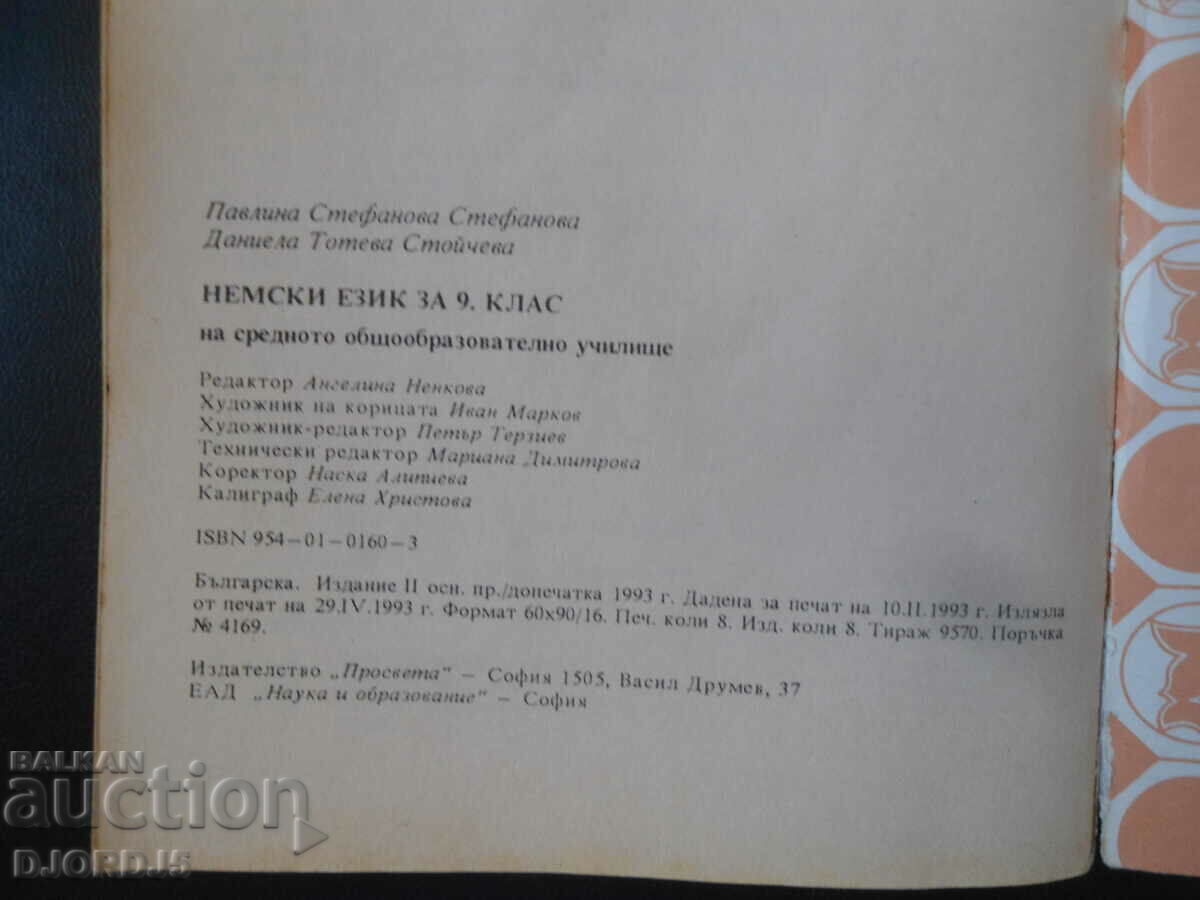 Павлина Стефанова Стефанова
Даниела Тотева Стойчева
НЕМСКИ ЕЗИК ЗА 9. КЛАС
на средното общообразователно училище
Редактор Ангелина Ненкова
Художник на корицата Иван Марков
Художник-редактор Петър Терзиев
Технически редактор Мариана Димитрова
Коректор Наска Алипиева
Калиграф Елена Христова
ISBN 954–01–0160–3
Българска. Издание II осн. пр./допечатка 1993 г. Дадена за печат на 10.II.1993 г. Излязла
от печат на 29.IV.1993 г. Формат 60х90/16. Печ. коли 8. Изд. коли 8. Тираж 9570. Поръчка
№ 4169.
Издателство „Просвета" – София 1505, Васил Друмев, 37
ЕАД „Наука и образование" – София
BALKAN
auction
DJORDJ5